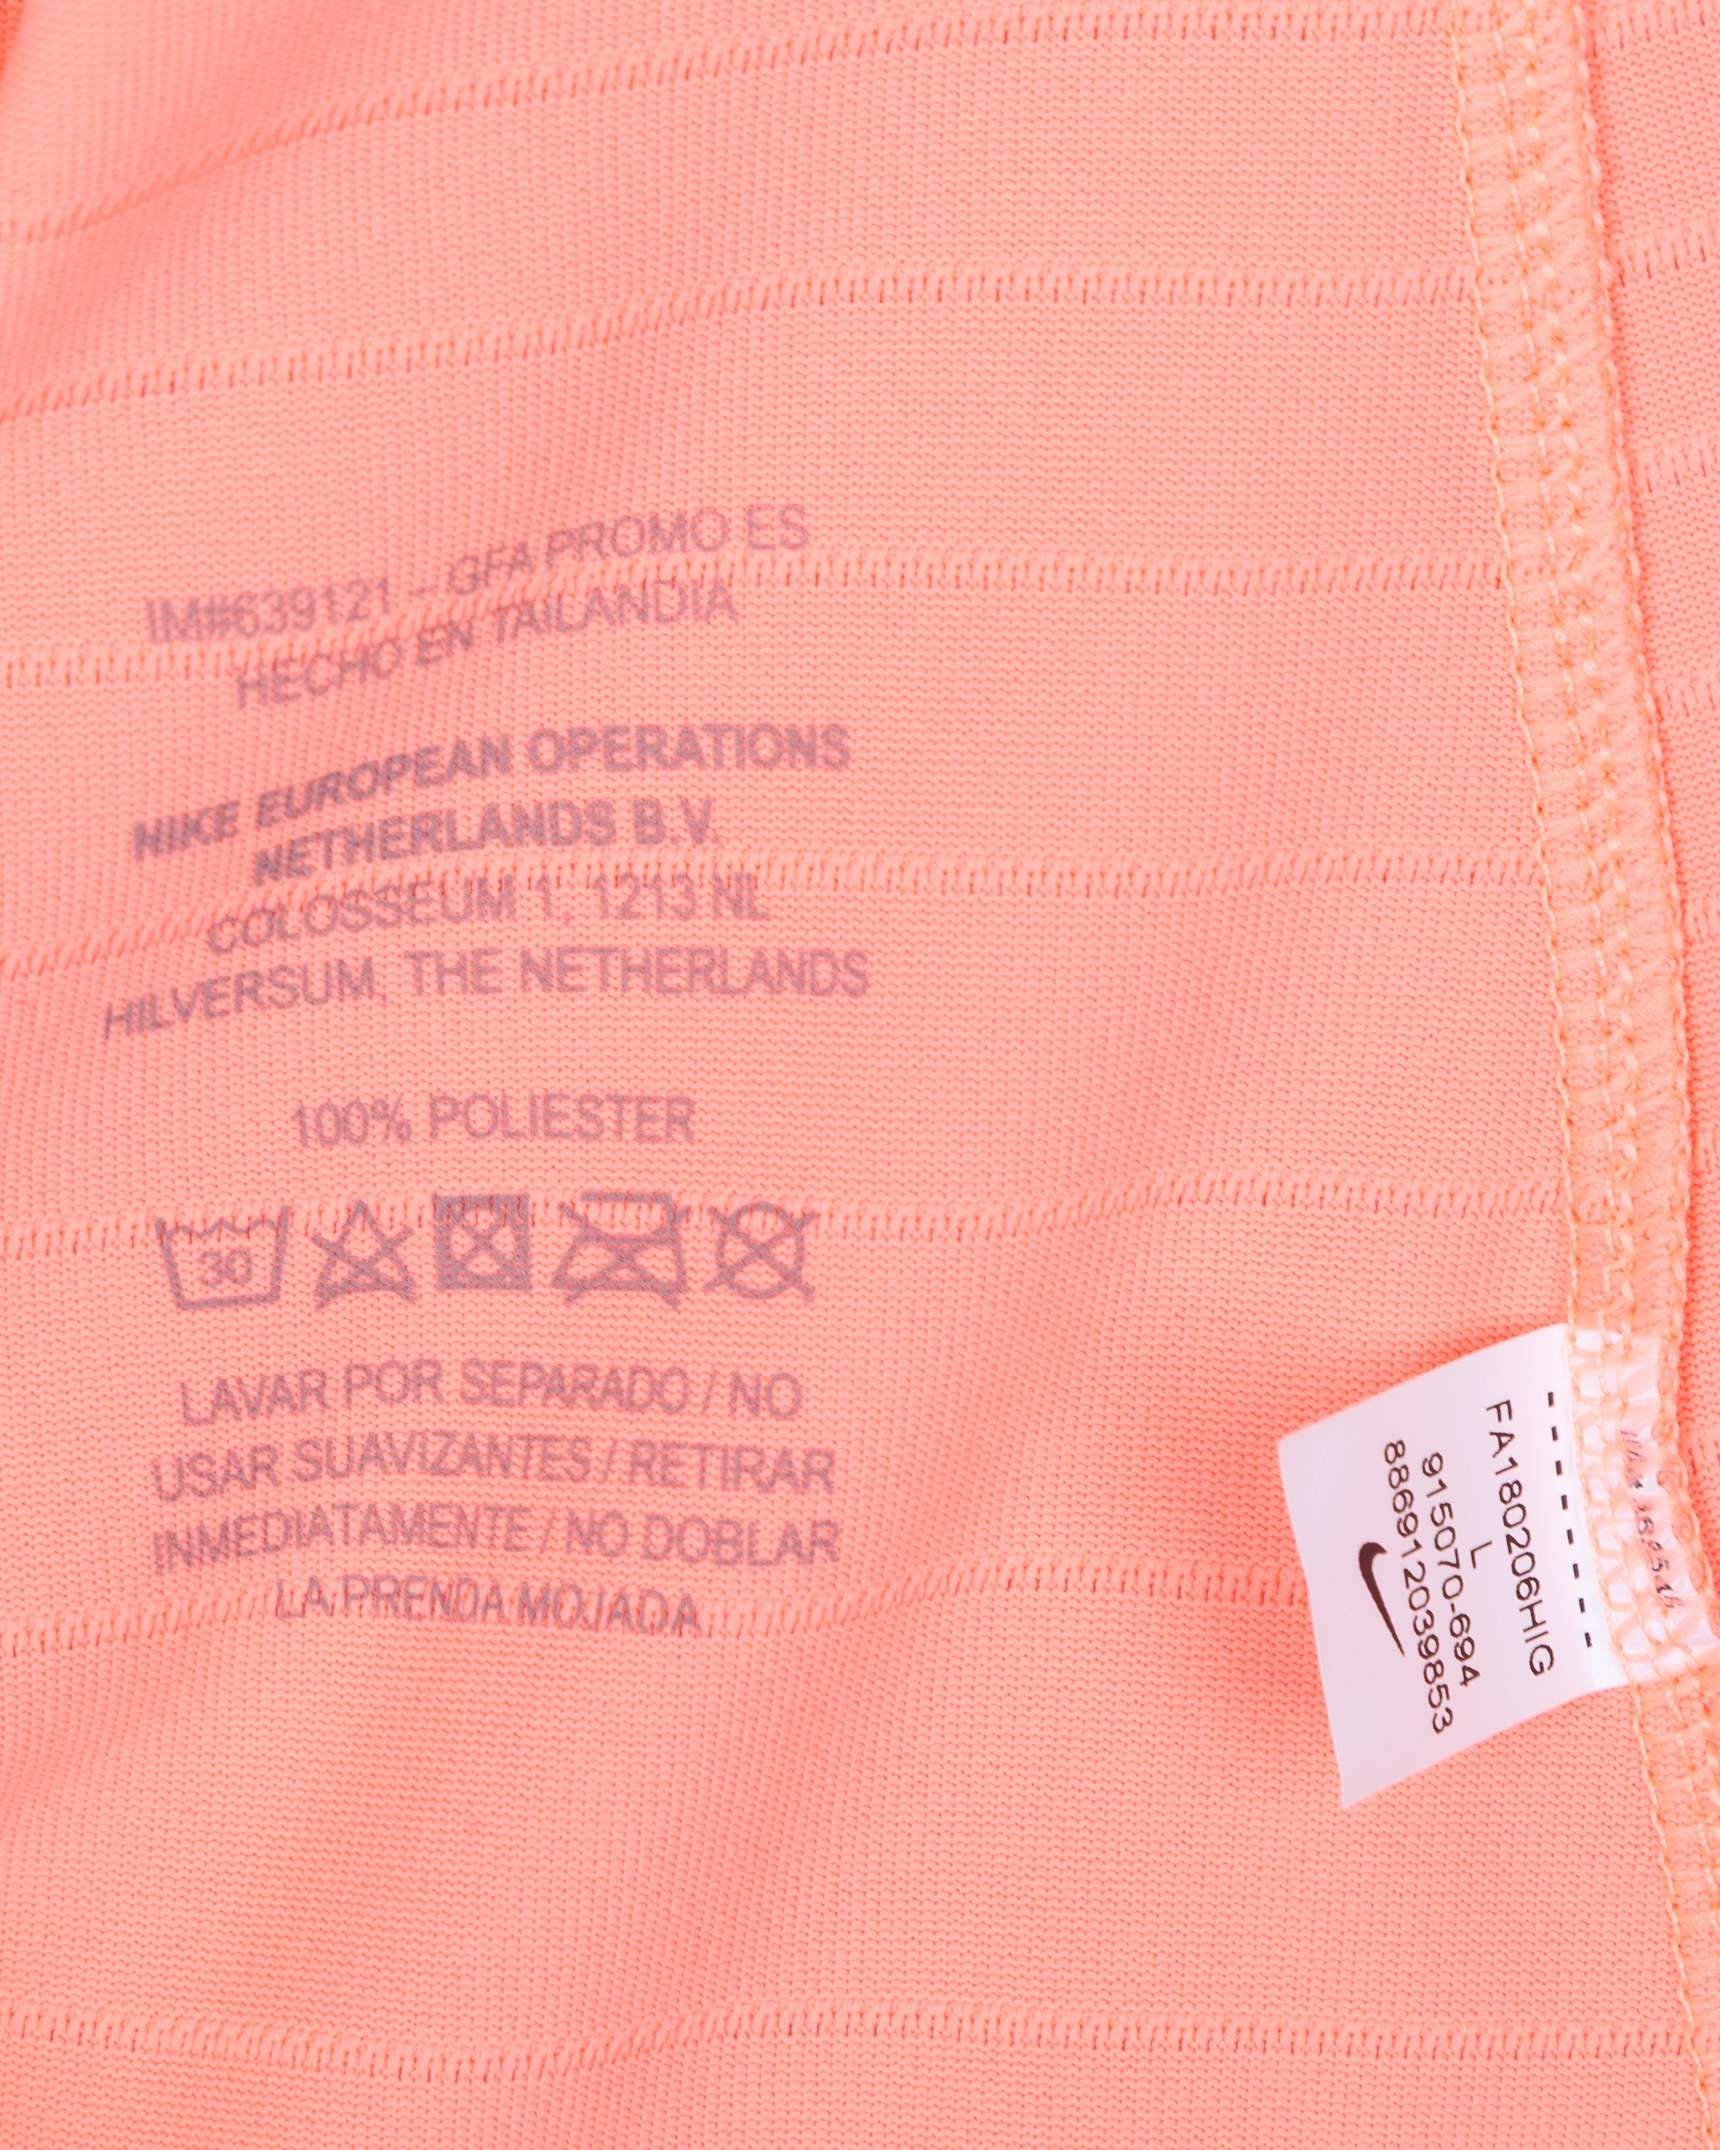 IM#639121 - GFA PROMO ES
HECHO EN TAILANDIA
NIKE EUROPEAN OPERATIONS
NETHERLANDS B.V.
COLOSSEUM 1, 1213 NL
HILVERSUM, THE NETHERLANDS
100% POLIESTER
30
LAVAR POR SEPARADO / NO
USAR SUAVIZANTES / RETIRAR
INMEDIATAMENTE / NO DOBLAR
LA PRENDA MOJADA
FA180206HIG
L
915070-694
886912039853